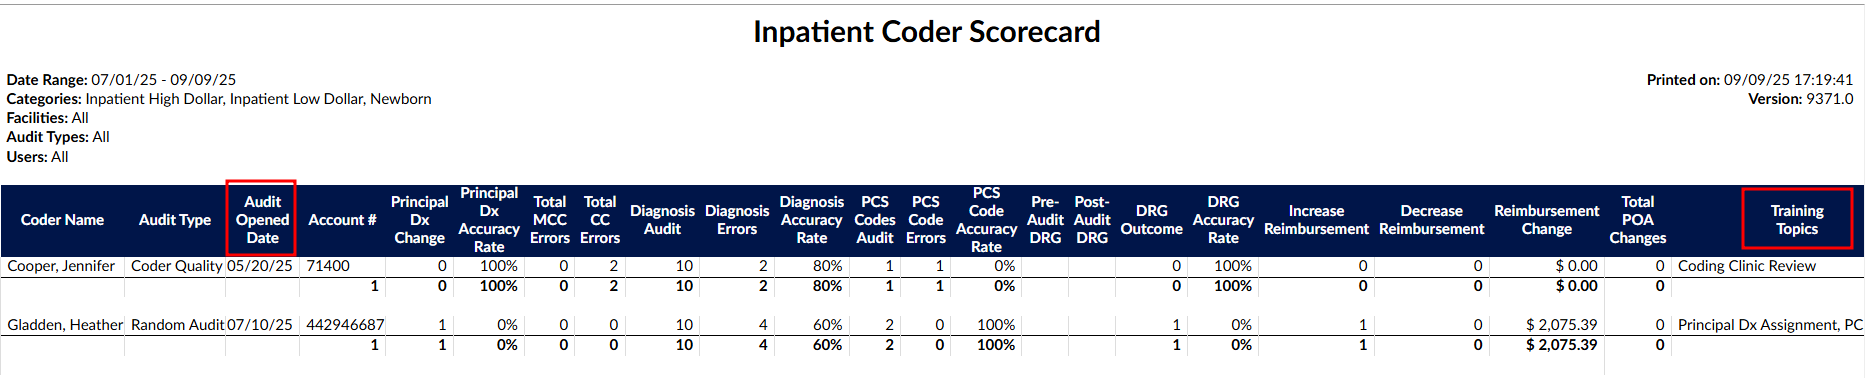 Inpatient Coder Scorecard
Date Range: 07/01/25 - 09/09/25
Printed on: 09/09/25 17:19:41
Categories: Inpatient High Dollar, Inpatient Low Dollar, Newborn
Version: 9371.0
Facilities: All
Audit Types: All
Users: All
Coder Name Audit Type Audit Opened Date Account # Principal Dx Change Principal Dx Accuracy Rate Total MCC Errors Total CC Errors Diagnosis Audit Diagnosis Errors Diagnosis Accuracy Rate PCS Codes Audit PCS Code Errors PCS Code Accuracy Rate Pre-Audit DRG Post-Audit DRG DRG Outcome DRG Accuracy Rate Increase Reimbursement Decrease Reimbursement Reimbursement Change Total POA Changes Training Topics
Cooper, Jennifer Coder Quality 05/20/25 71400 0 100% 0 2 10 2 80% 1 1 0% 0 100% 0 0 $ 0.00 0 Coding Clinic Review
1 0 100% 0 2 10 2 80% 1 1 0% 0 100% 0 0 $ 0.00 0
Gladden, Heather Random Audit 07/10/25 442946687 1 0% 0 0 10 4 60% 2 0 100% 1 0% 1 0 $ 2,075.39 0 Principal Dx Assignment, PC
1 1 0% 0 0 10 4 60% 2 0 100% 1 0% 1 0 $ 2,075.39 0